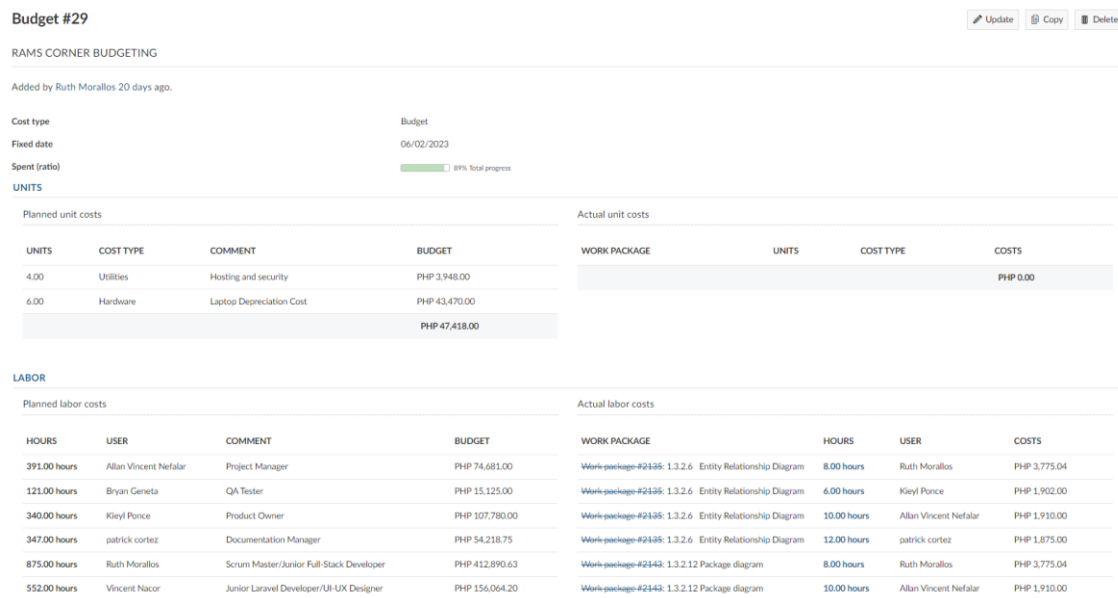 Budget #29
Update Copy Delete
RAMS CORNER BUDGETING
Added by Ruth Morallos 20 days ago.
Cost type Budget
Fixed date 06/02/2023
Spent (ratio) 89% Total progress
UNITS
Planned unit costs Actual unit costs
UNITS COST TYPE COMMENT BUDGET WORK PACKAGE UNITS COST TYPE COSTS
4.00 Utilities Hosting and security PHP 3,948.00 PHP 0.00
6.00 Hardware Laptop Depreciation Cost PHP 43,470.00
PHP 47,418.00
LABOR
Planned labor costs Actual labor costs
HOURS USER COMMENT BUDGET WORK PACKAGE HOURS USER COSTS
391.00 hours Allan Vincent Nefalar Project Manager PHP 74,681.00 Work package #2135: 1.3.2.6 Entity Relationship Diagram 8.00 hours Ruth Morallos PHP 3,775.04
121.00 hours Bryan Geneta QA Tester PHP 15,125.00 Work package #2135: 1.3.2.6 Entity Relationship Diagram 6.00 hours Kieyl Ponce PHP 1,902.00
340.00 hours Kieyl Ponce Product Owner PHP 107,780.00 Work package #2135: 1.3.2.6 Entity Relationship Diagram 10.00 hours Allan Vincent Nefalar PHP 1,910.00
347.00 hours patrick cortez Documentation Manager PHP 54,218.75 Work package #2135: 1.3.2.6 Entity Relationship Diagram 12.00 hours patrick cortez PHP 1,875.00
875.00 hours Ruth Morallos Scrum Master/Junior Full-Stack Developer PHP 412,890.63 Work package #2143: 1.3.2.12 Package diagram 8.00 hours Ruth Morallos PHP 3,775.04
552.00 hours Vincent Nacor Junior Laravel Developer/UI-UX Designer PHP 156,064.20 Work package #2143: 1.3.2.12 Package diagram 10.00 hours Allan Vincent Nefalar PHP 1,910.00